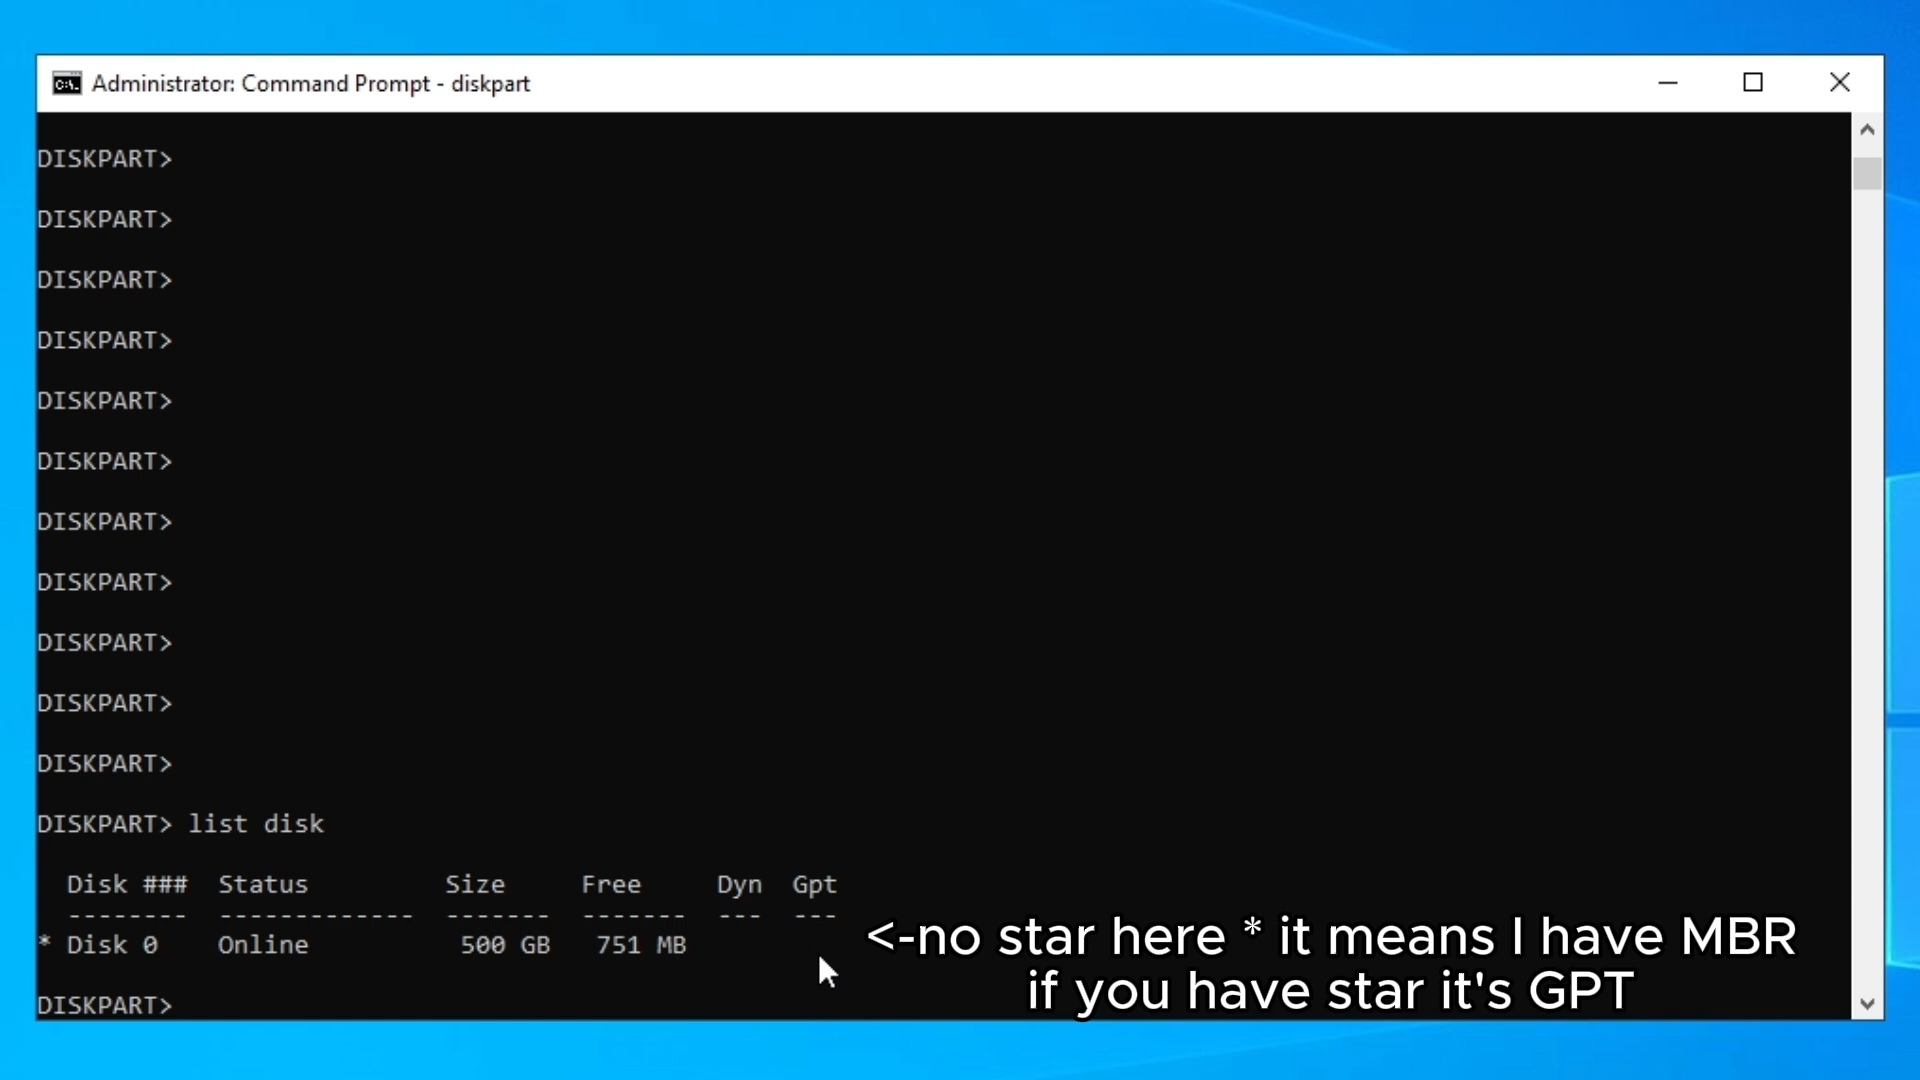 Administrator: Command Prompt - diskpart
DISKPART>
DISKPART>
DISKPART>
DISKPART>
DISKPART>
DISKPART>
DISKPART>
DISKPART>
DISKPART>
DISKPART>
DISKPART>
DISKPART> list disk
  Disk ###  Status         Size     Free     Dyn  Gpt
  --------  -------------  -------  -------  ---  ---
* Disk 0    Online          500 GB   751 MB
<-no star here * it means I have MBR
if you have star it's GPT
DISKPART>